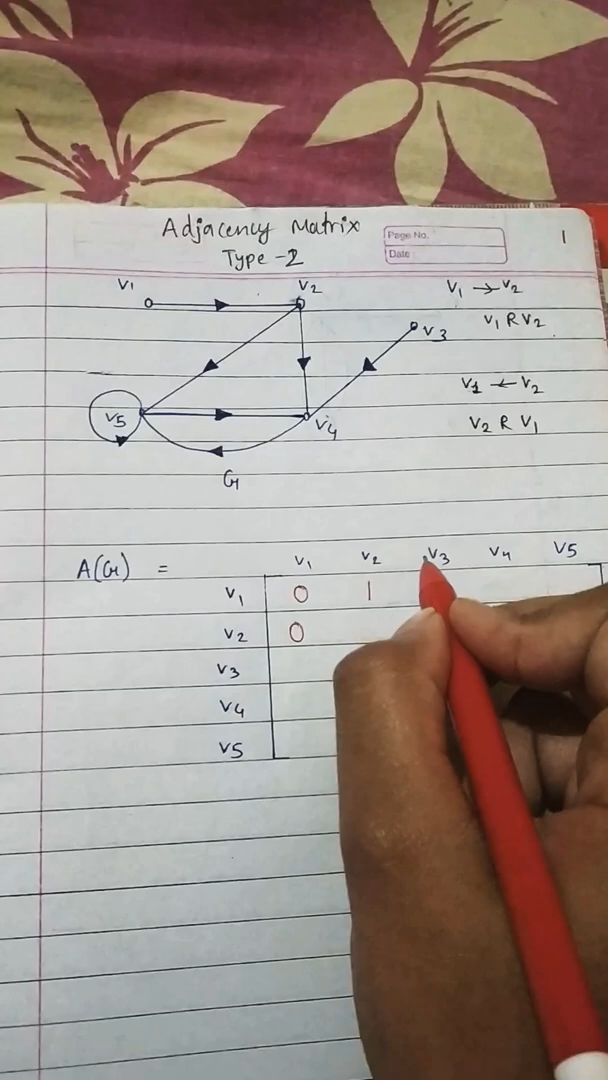 Adjacency Matrix
Type -2
Page No.
Date :
1
V1
V2
V3
V5
V4
G
V1 → V2
V1 R V2
V1 ← V2
V2 R V1
A(G) =
V1 V2 V3 V4 V5
V1 0 1
V2 0
V3
V4
V5